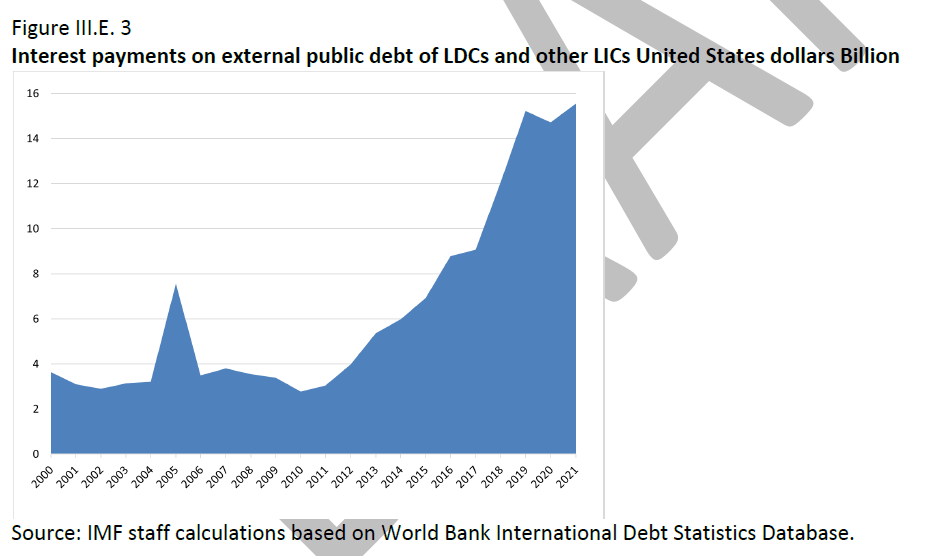 Figure III.E. 3
Interest payments on external public debt of LDCs and other LICs United States dollars Billion
16
14
12
10
8
6
4
2
0
2000 2001 2002 2003 2004 2005 2006 2007 2008 2009 2010 2011 2012 2013 2014 2015 2016 2017 2018 2019 2020 2021
Source: IMF staff calculations based on World Bank International Debt Statistics Database.